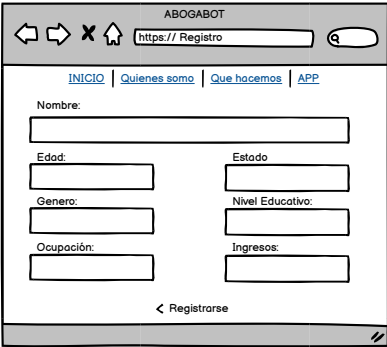 ABOGABOT
https:// Registro
INICIO Quienes somo Que hacemos APP
Nombre:
Edad: Estado
Genero: Nivel Educativo:
Ocupación: Ingresos:
Registrarse